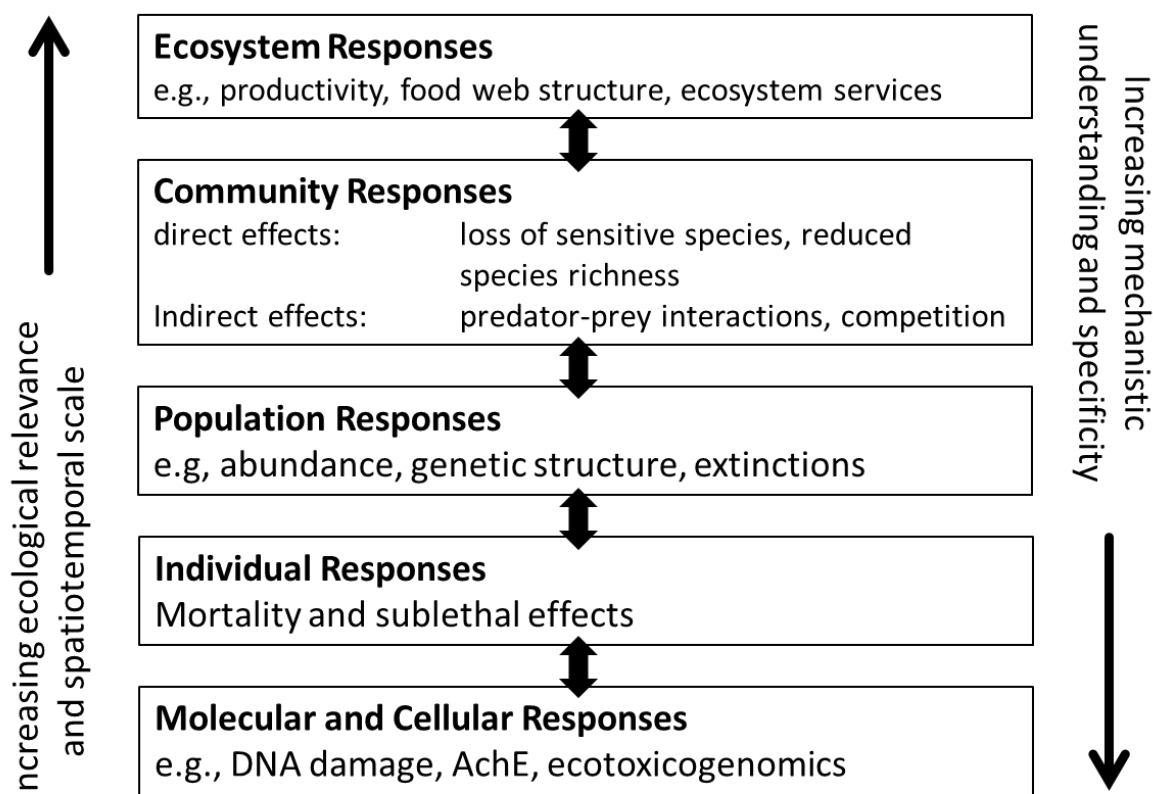 Ecosystem Responses
e.g., productivity, food web structure, ecosystem services
Community Responses
direct effects: loss of sensitive species, reduced
species richness
Indirect effects: predator-prey interactions, competition
Population Responses
e.g, abundance, genetic structure, extinctions
Individual Responses
Mortality and sublethal effects
Molecular and Cellular Responses
e.g., DNA damage, AchE, ecotoxicogenomics
ncreasing ecological relevance
and spatiotemporal scale
Increasing mechanistic
understanding and specificity